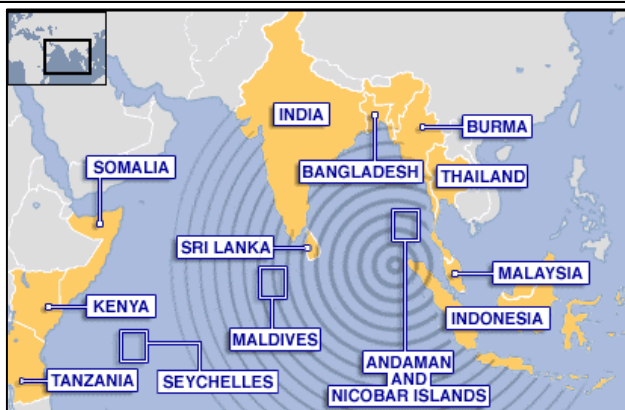 INDIA
BURMA
BANGLADESH
THAILAND
SOMALIA
SRI LANKA
MALAYSIA
KENYA
MALDIVES
INDONESIA
TANZANIA
SEYCHELLES
ANDAMAN
AND
NICOBAR ISLANDS